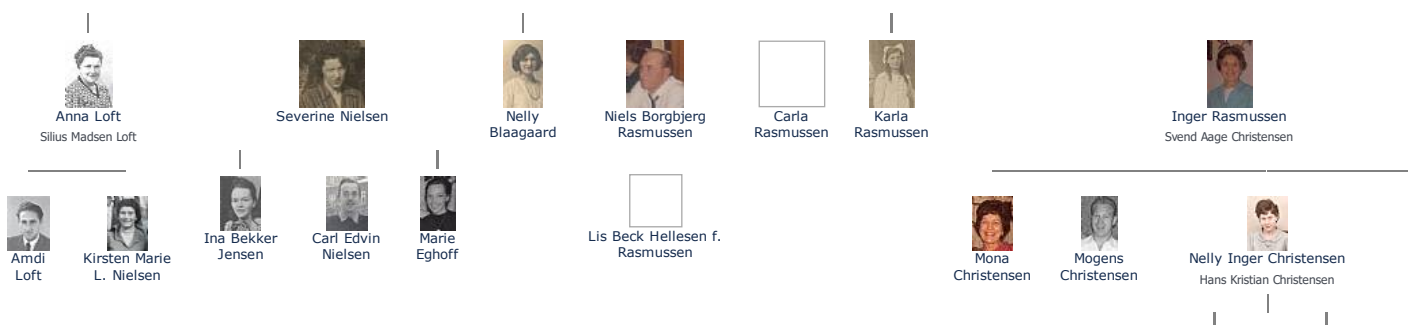 Anna Loft
Silius Madsen Loft
Severine Nielsen
Nelly
Blaagaard
Niels Borgbjerg
Rasmussen
Carla
Rasmussen
Karla
Rasmussen
Inger Rasmussen
Svend Aage Christensen
Amdi
Loft
Kirsten Marie
L. Nielsen
Ina Bekker
Jensen
Carl Edvin
Nielsen
Marie
Eghoff
Lis Beck Hellesen f.
Rasmussen
Mona
Christensen
Mogens
Christensen
Nelly Inger Christensen
Hans Kristian Christensen